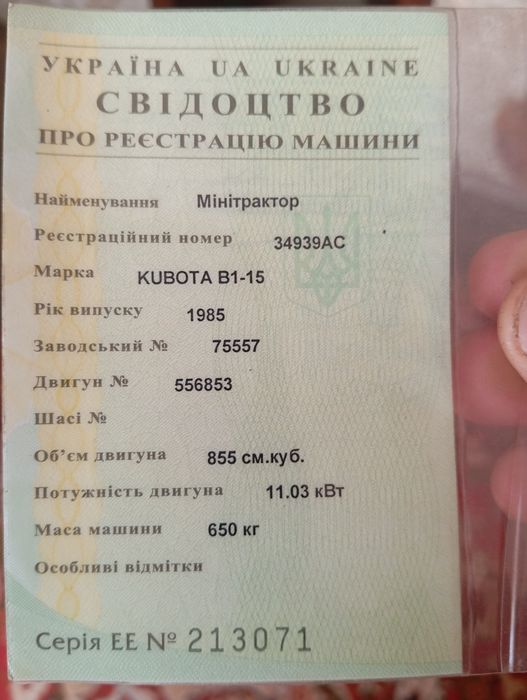 УКРАЇНА UA UKRAINE
СВІДОЦТВО
ПРО РЕЄСТРАЦІЮ МАШИНИ
Найменування Мінітрактор
Реєстраційний номер 34939АС
Марка KUBOTA B1-15
Рік випуску 1985
Заводський № 75557
Двигун № 556853
Шасі №
Об'єм двигуна 855 см.куб.
Потужність двигуна 11.03 кВт
Маса машини 650 кг
Особливі відмітки
Серія ЕЕ № 213071